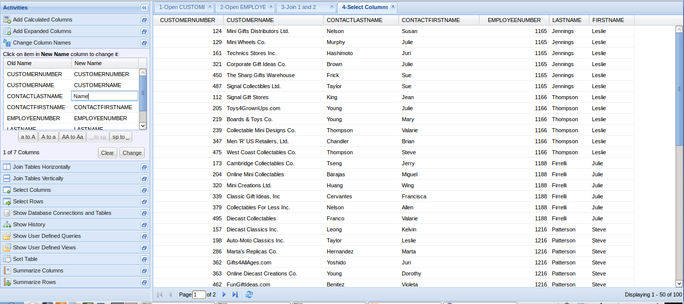 Activities
Add Calculated Columns
Add Expanded Columns
Change Column Names
Click on item in New Name column to change it:
Old Name New Name
CUSTOMERNUMBER CUSTOMERNUMBER
CUSTOMERNAME CUSTOMERNAME
CONTACTLASTNAME Name
CONTACTFIRSTNAME CONTACTFIRSTNAME
EMPLOYEENUMBER EMPLOYEENUMBER
LASTNAME LASTNAME
a to A A to a AA to Aa _ to sp sp to _
1 of 7 Columns Clear Change
Join Tables Horizontally
Join Tables Vertically
Select Columns
Select Rows
Show Database Connections and Tables
Show History
Show User Defined Queries
Show User Defined Views
Sort Table
Summarize Columns
Summarize Rows
1-Open CUSTOMI 2-Open EMPLOYE 3-Join 1 and 2 4-Select Columns
CUSTOMERNUMBER CUSTOMERNAME CONTACTLASTNAME CONTACTFIRSTNAME EMPLOYEENUMBER LASTNAME FIRSTNAME
124 Mini Gifts Distributors Ltd. Nelson Susan 1165 Jennings Leslie
129 Mini Wheels Co. Murphy Julie 1165 Jennings Leslie
161 Technics Stores Inc. Hashimoto Juri 1165 Jennings Leslie
321 Corporate Gift Ideas Co. Brown Julie 1165 Jennings Leslie
450 The Sharp Gifts Warehouse Frick Sue 1165 Jennings Leslie
487 Signal Collectibles Ltd. Taylor Sue 1165 Jennings Leslie
112 Signal Gift Stores King Jean 1166 Thompson Leslie
205 Toys4GrownUps.com Young Julie 1166 Thompson Leslie
219 Boards & Toys Co. Young Mary 1166 Thompson Leslie
239 Collectable Mini Designs Co. Thompson Valarie 1166 Thompson Leslie
347 Men 'R' US Retailers, Ltd. Chandler Brian 1166 Thompson Leslie
475 West Coast Collectables Co. Thompson Steve 1166 Thompson Leslie
173 Cambridge Collectables Co. Tseng Jerry 1188 Firrelli Julie
204 Online Mini Collectables Barajas Miguel 1188 Firrelli Julie
320 Mini Creations Ltd. Huang Wing 1188 Firrelli Julie
339 Classic Gift Ideas, Inc Cervantes Francisca 1188 Firrelli Julie
379 Collectables For Less Inc. Nelson Allen 1188 Firrelli Julie
495 Diecast Collectables Franco Valarie 1188 Firrelli Julie
157 Diecast Classics Inc. Leong Kelvin 1216 Patterson Steve
198 Auto-Moto Classics Inc. Taylor Leslie 1216 Patterson Steve
286 Marta's Replicas Co. Hernandez Marta 1216 Patterson Steve
362 Gifts4AllAges.com Yoshido Juri 1216 Patterson Steve
363 Online Diecast Creations Co. Young Dorothy 1216 Patterson Steve
462 FunGiftIdeas.com Benitez Violeta 1216 Patterson Steve
Page 1 of 2 Displaying 1 - 50 of 100